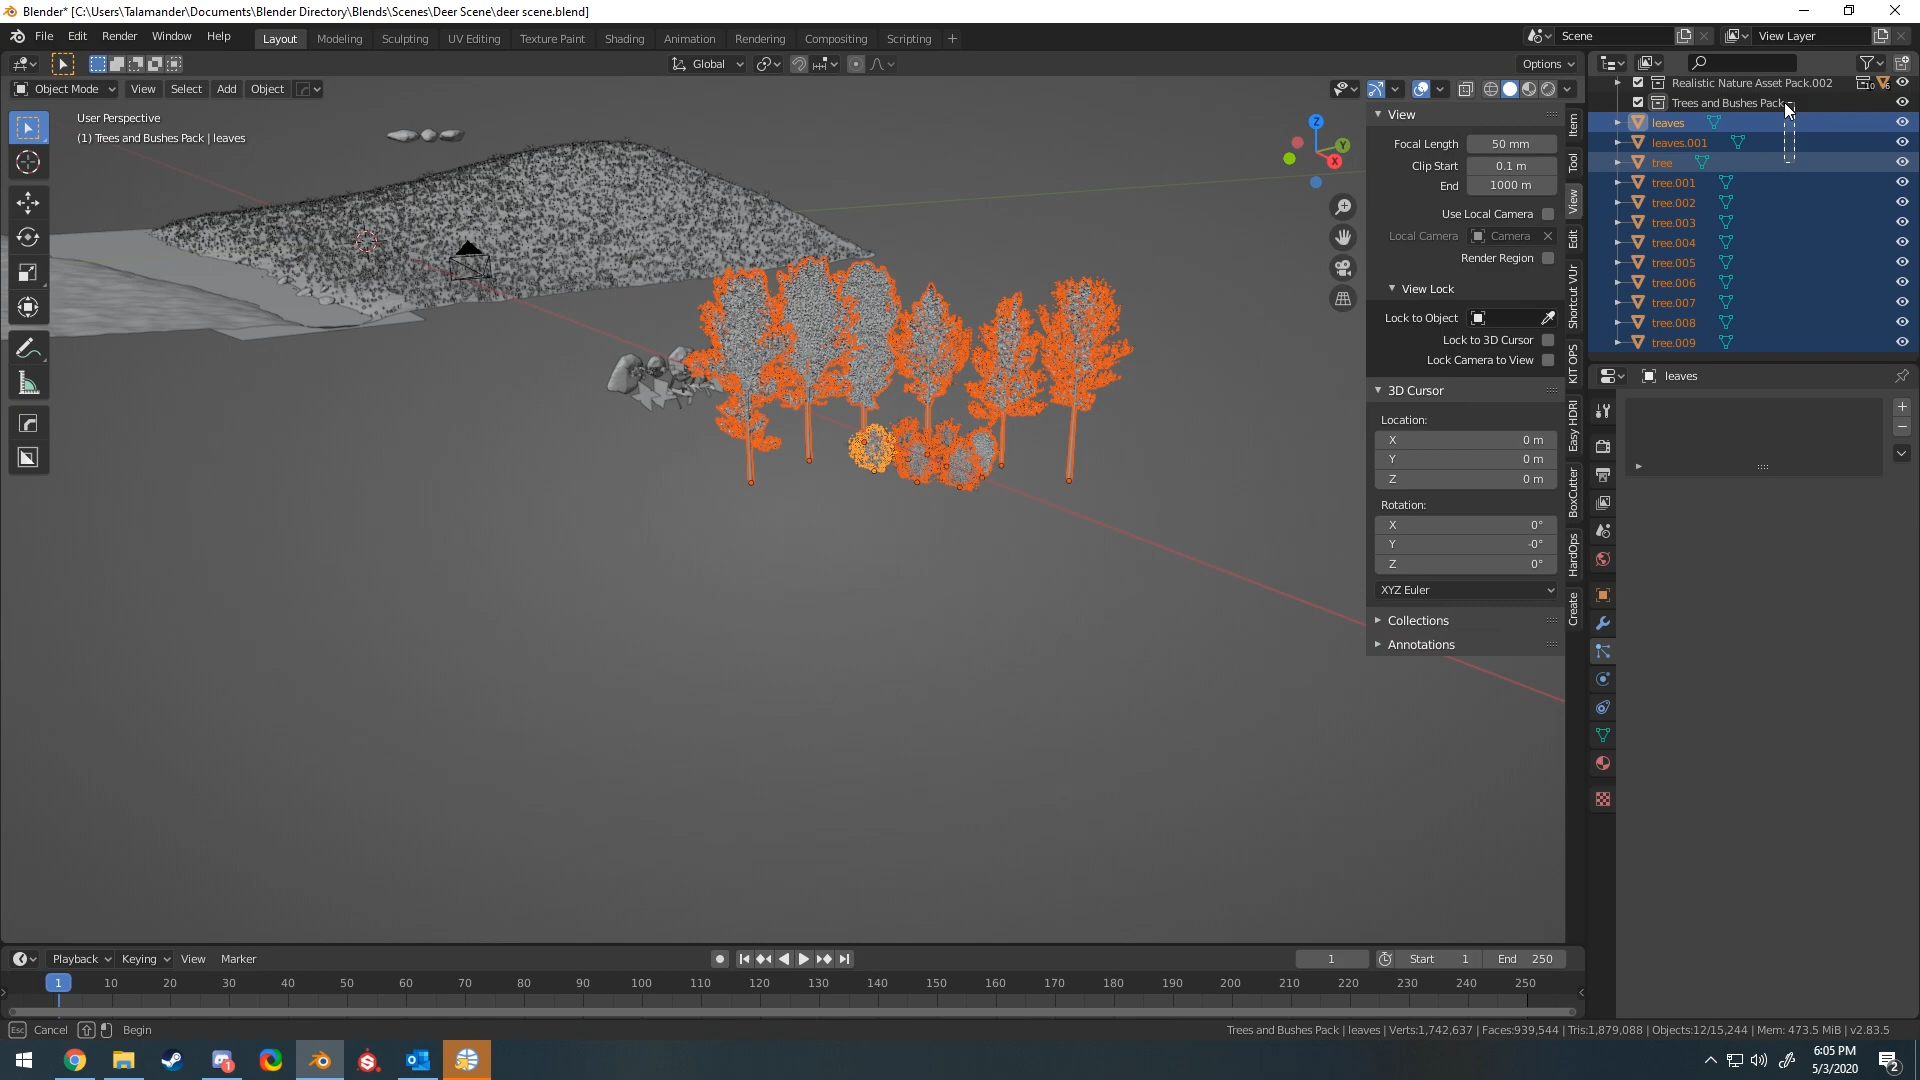 Blender* [C:\Users\Talamander\Documents\Blender Directory\Blends\Scenes\Deer Scene\deer scene.blend]
File Edit Render Window Help Layout Modeling Sculpting UV Editing Texture Paint Shading Animation Rendering Compositing Scripting + Scene View Layer
Global Options
Object Mode View Select Add Object
User Perspective
(1) Trees and Bushes Pack | leaves
Z
Y
X
View
Focal Length 50 mm
Clip Start 0.1 m
End 1000 m
Use Local Camera
Local Camera Camera
Render Region
View Lock
Lock to Object
Lock to 3D Cursor
Lock Camera to View
3D Cursor
Location:
X 0 m
Y 0 m
Z 0 m
Rotation:
X 0°
Y -0°
Z 0°
XYZ Euler
Collections
Annotations
Item
Tool
View
Edit
Shortcut VUr
KIT OPS
Easy HDRI
BoxCutter
HardOps
Create
Realistic Nature Asset Pack.002 10 6
Trees and Bushes Pack
leaves
leaves.001
tree
tree.001
tree.002
tree.003
tree.004
tree.005
tree.006
tree.007
tree.008
tree.009
leaves
Playback Keying View Marker 1 Start 1 End 250
1 10 20 30 40 50 60 70 80 90 100 110 120 130 140 150 160 170 180 190 200 210 220 230 240 250
Esc Cancel Begin Trees and Bushes Pack | leaves | Verts:1,742,637 | Faces:939,544 | Tris:1,879,088 | Objects:12/15,244 | Mem: 473.5 MiB | v2.83.5
1
6:05 PM
5/3/2020
2